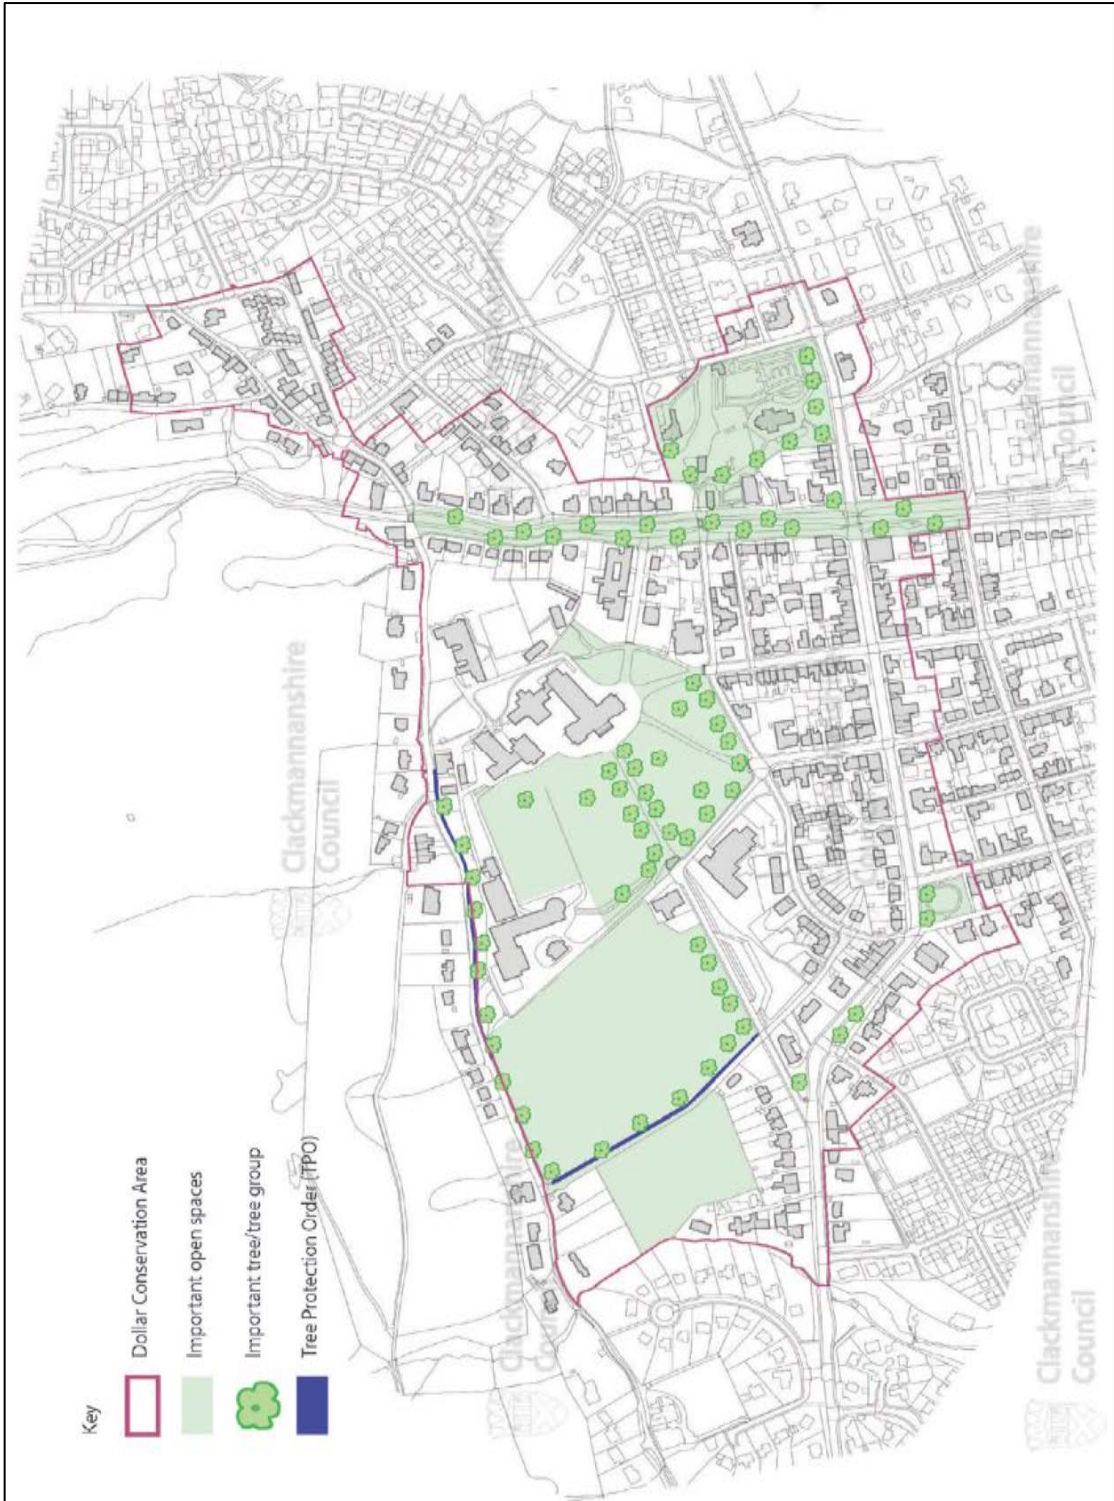 Key
Dollar Conservation Area
Important open spaces
Important tree/tree group
Tree Protection Order (TPO)
Clackmannanshire
Council
Clackmannanshire
Council
Clackmannanshire
Council